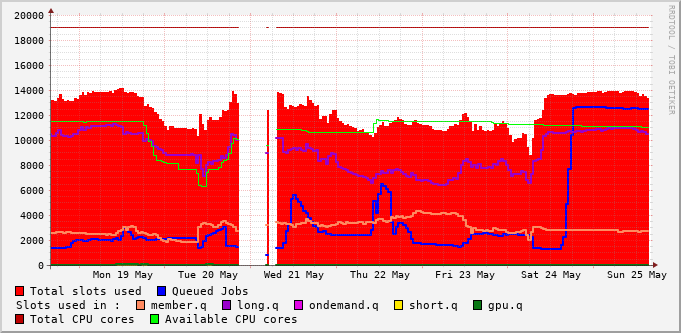 20000
18000
16000
14000
12000
10000
8000
6000
4000
2000
0
Mon 19 May Tue 20 May Wed 21 May Thu 22 May Fri 23 May Sat 24 May Sun 25 May
Total slots used Queued Jobs
Slots used in : member.q long.q ondemand.q short.q gpu.q
Total CPU cores Available CPU cores
RRDTOOL / TOBI OETIKER